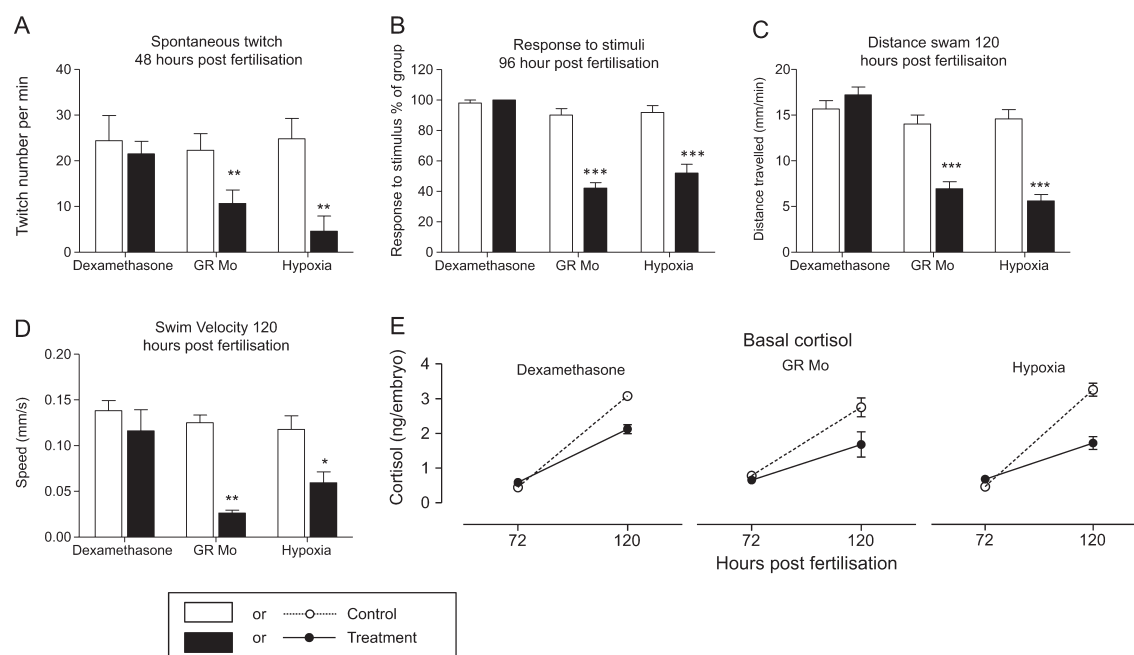 A
Spontaneous twitch
48 hours post fertilisation
Twitch number per min
40
30
20
10
0
**
**
Dexamethasone GR Mo Hypoxia
B
Response to stimuli
96 hour post fertilisation
Response to stimulus % of group
120
100
80
60
40
20
0
***
***
Dexamethasone GR Mo Hypoxia
C
Distance swam 120
hours post fertilisaiton
Distance travelled (mm/min)
20
15
10
5
0
***
***
Dexamethasone GR Mo Hypoxia
D
Swim Velocity 120
hours post fertilisation
Speed (mm/s)
0.20
0.15
0.10
0.05
0.00
**
*
Dexamethasone GR Mo Hypoxia
E
Basal cortisol
Dexamethasone GR Mo Hypoxia
Cortisol (ng/embryo)
4
3
2
1
0
72 120 72 120 72 120
Hours post fertilisation
or Control
or Treatment